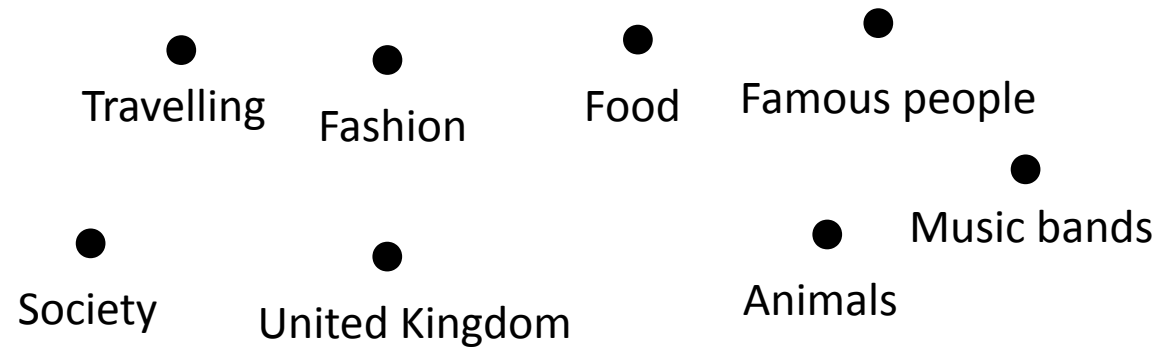 Travelling
Fashion
Food
Famous people
Music bands
Society
United Kingdom
Animals